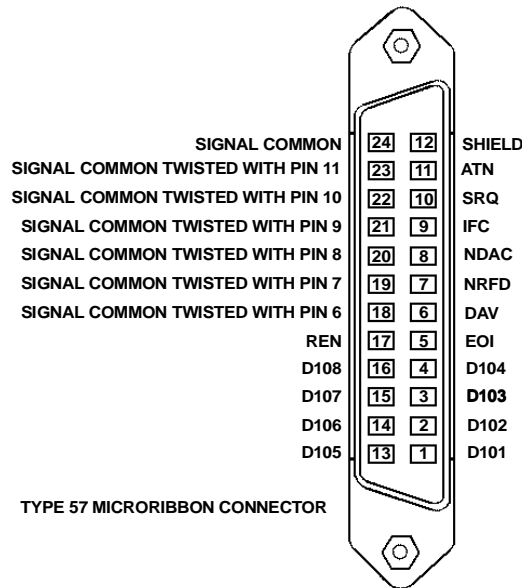 SIGNAL COMMON 24 12 SHIELD
SIGNAL COMMON TWISTED WITH PIN 11 23 11 ATN
SIGNAL COMMON TWISTED WITH PIN 10 22 10 SRQ
SIGNAL COMMON TWISTED WITH PIN 9 21 9 IFC
SIGNAL COMMON TWISTED WITH PIN 8 20 8 NDAC
SIGNAL COMMON TWISTED WITH PIN 7 19 7 NRFD
SIGNAL COMMON TWISTED WITH PIN 6 18 6 DAV
REN 17 5 EOI
D108 16 4 D104
D107 15 3 D103
D106 14 2 D102
D105 13 1 D101
TYPE 57 MICRORIBBON CONNECTOR